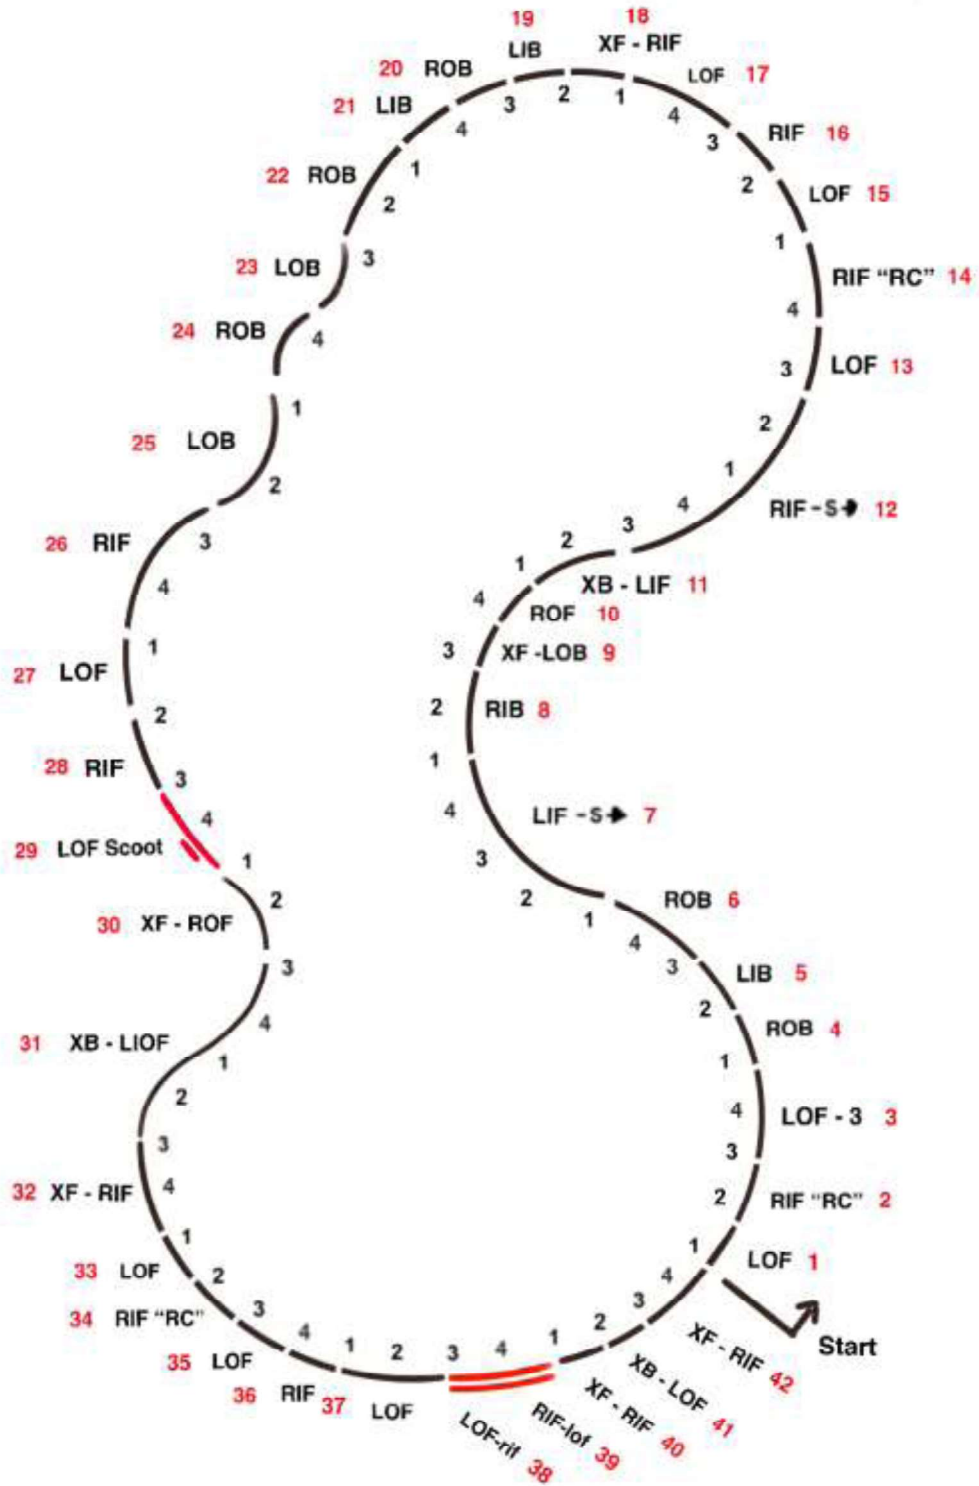 19
LIB
18
XF - RIF
20 ROB
LOF 17
21 LIB
3
2
1
4
4
3
RIF 16
22 ROB
1
2
LOF 15
2
1
23 LOB
3
RIF "RC" 14
4
24 ROB
4
LOF 13
3
1
2
25 LOB
1
2
4
RIF - S 12
26 RIF
3
3
2
1
XB - LIF 11
4
4
ROF 10
1
3
XF -LOB 9
27 LOF
2
2
RIB 8
28 RIF
3
1
4
4
LIF - S 7
29 LOF Scoot
1
3
2
2
ROB 6
1
4
30 XF - ROF
3
3
LIB 5
2
4
ROB 4
31 XB - LIOF
1
1
2
4
LOF - 3 3
3
3
32 XF - RIF
4
2
RIF "RC" 2
1
1
LOF 1
33 LOF
2
4
34 RIF "RC"
3
3
4
1
2
3
4
1
2
Start
35 LOF
36 RIF
37
LOF
LOF-rif 38
RIF-lof 39
XF - RIF 40
XB - LOF 41
XF - RIF 42